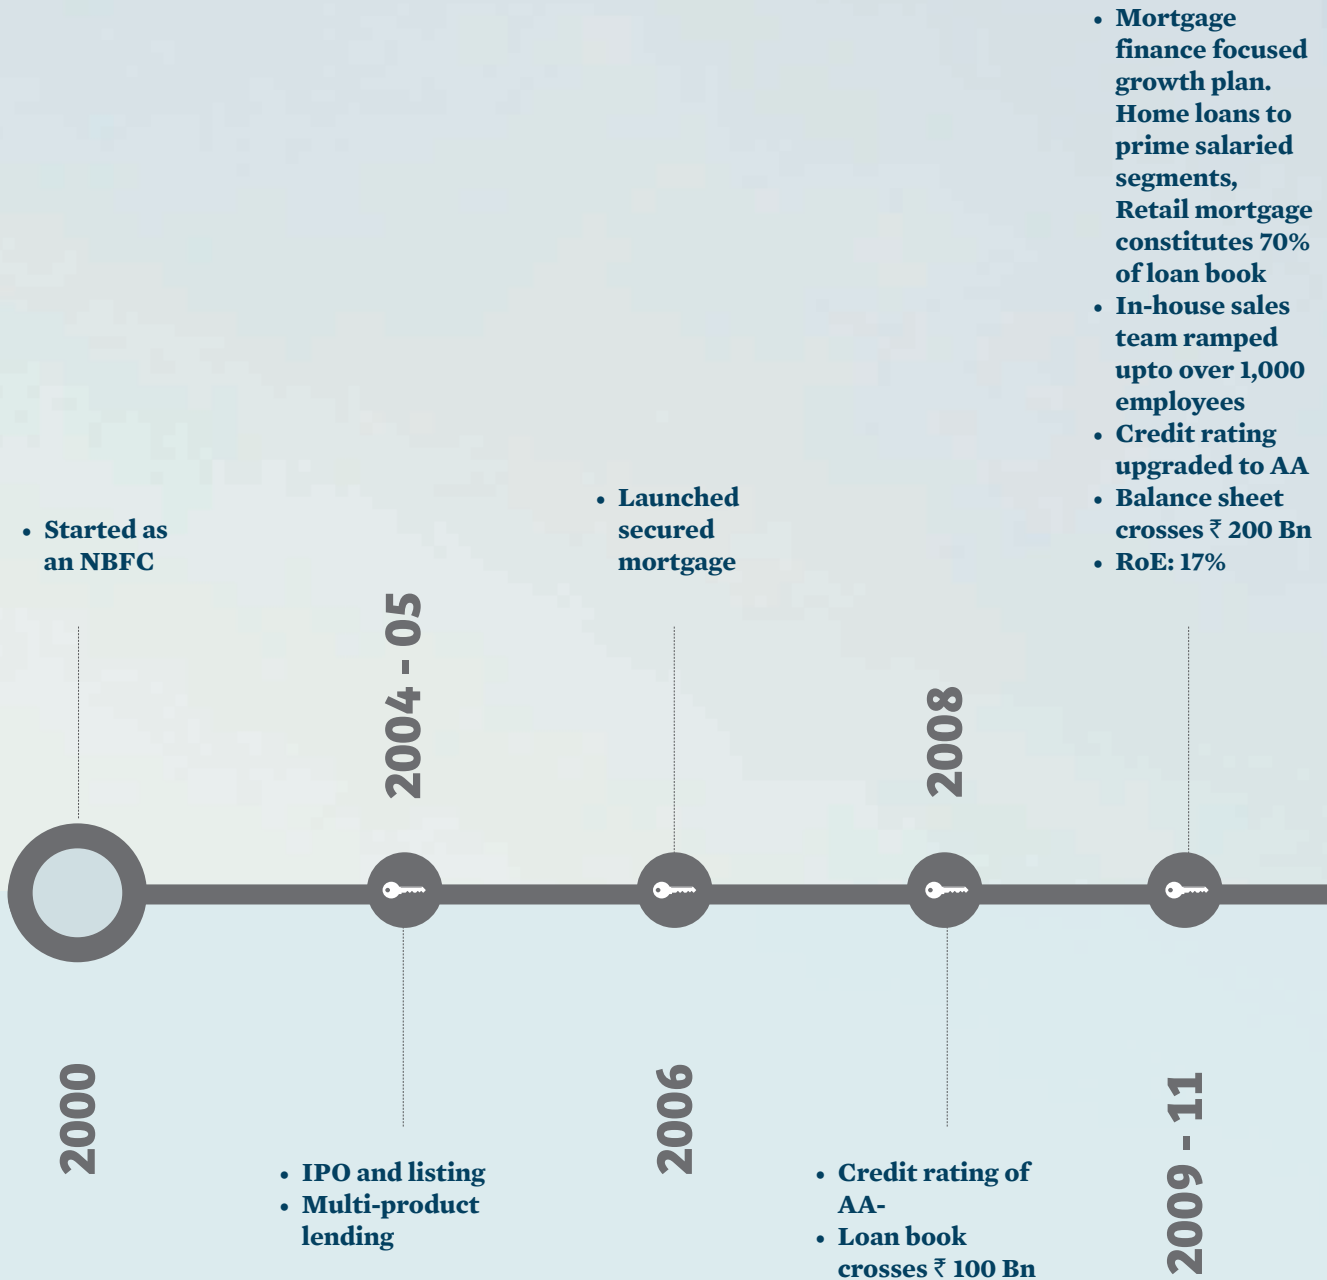 2000
• Started as
an NBFC
2004 - 05
• IPO and listing
• Multi-product
lending
2006
• Launched
secured
mortgage
2008
• Credit rating of
AA-
• Loan book
crosses ₹ 100 Bn
2009 - 11
• Mortgage
finance focused
growth plan.
Home loans to
prime salaried
segments,
Retail mortgage
constitutes 70%
of loan book
• In-house sales
team ramped
upto over 1,000
employees
• Credit rating
upgraded to AA
• Balance sheet
crosses ₹ 200 Bn
• RoE: 17%